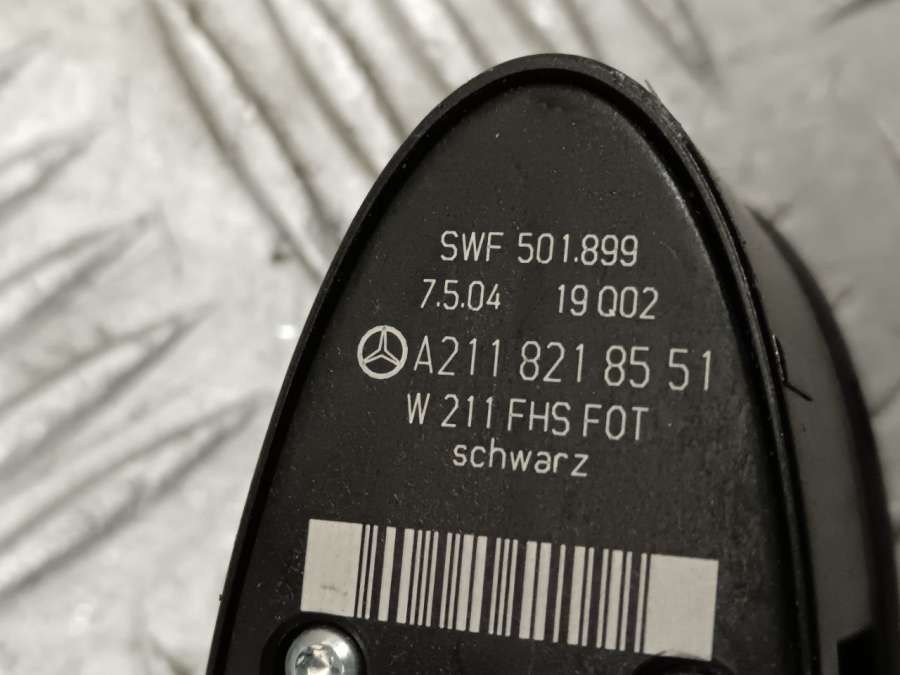 SWF 501.899
7.5.04 19 Q02
A211 821 85 51
W 211 FHS FOT
schwarz